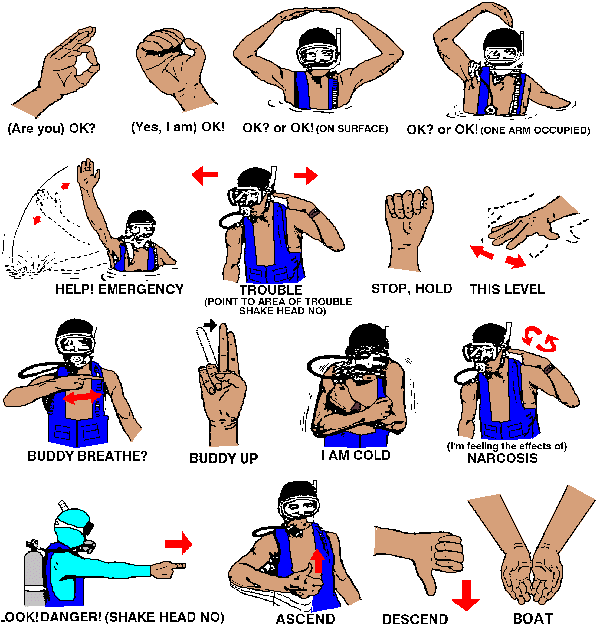 (Are you) OK?
(Yes, I am) OK!
OK? or OK! (ON SURFACE)
OK? or OK! (ONE ARM OCCUPIED)
HELP! EMERGENCY
TROUBLE
(POINT TO AREA OF TROUBLE
SHAKE HEAD NO)
STOP, HOLD
THIS LEVEL
BUDDY BREATHE?
BUDDY UP
I AM COLD
(I'm feeling the effects of)
NARCOSIS
LOOK! DANGER! (SHAKE HEAD NO)
ASCEND
DESCEND
BOAT